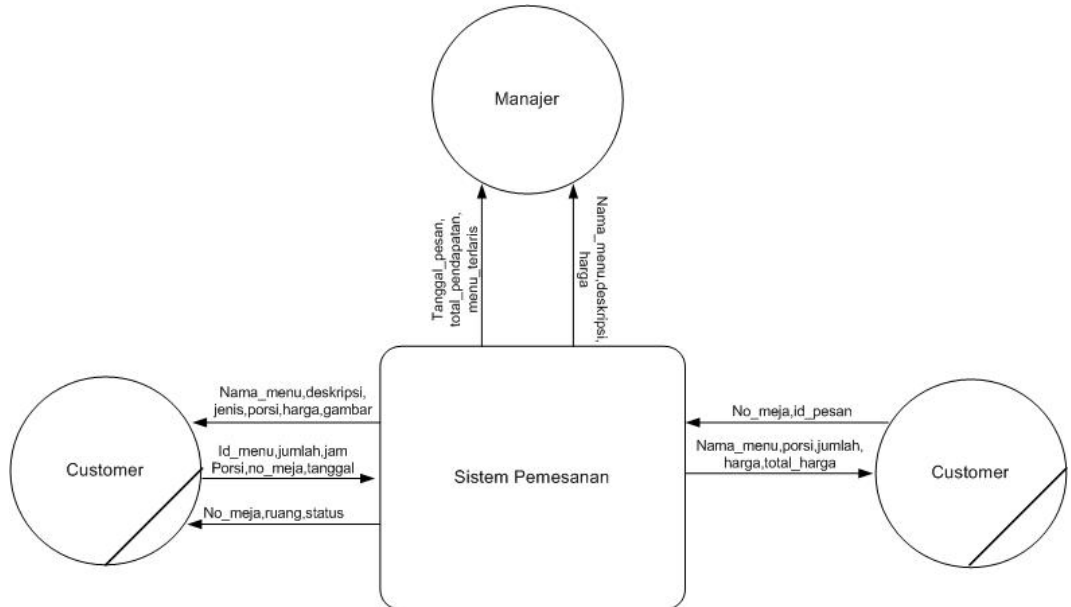 Manajer
Tanggal_pesan,
total_pendapatan,
menu_terlaris
Nama_menu,deskripsi,
harga
Nama_menu,deskripsi,
jenis,porsi,harga,gambar
Customer
Id_menu,jumlah,jam
Porsi,no_meja,tanggal
No_meja,ruang,status
Sistem Pemesanan
No_meja,id_pesan
Nama_menu,porsi,jumlah,
harga,total_harga
Customer